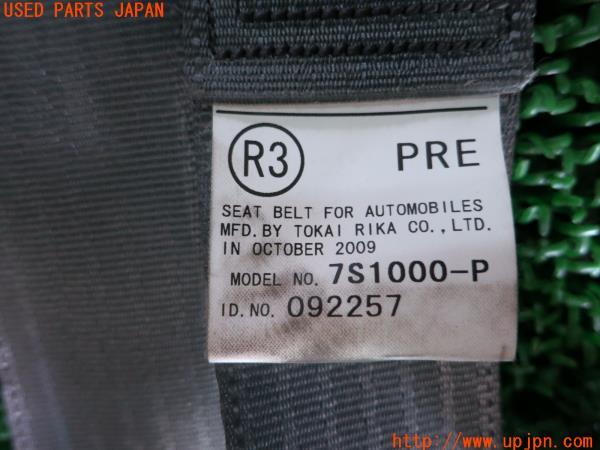 USED PARTS JAPAN
R3 PRE
SEAT BELT FOR AUTOMOBILES
MFD. BY TOKAI RIKA CO., LTD.
IN OCTOBER 2009
MODEL NO. 7S1000-P
I.D. NO. 092257
http://www.upjpn.com